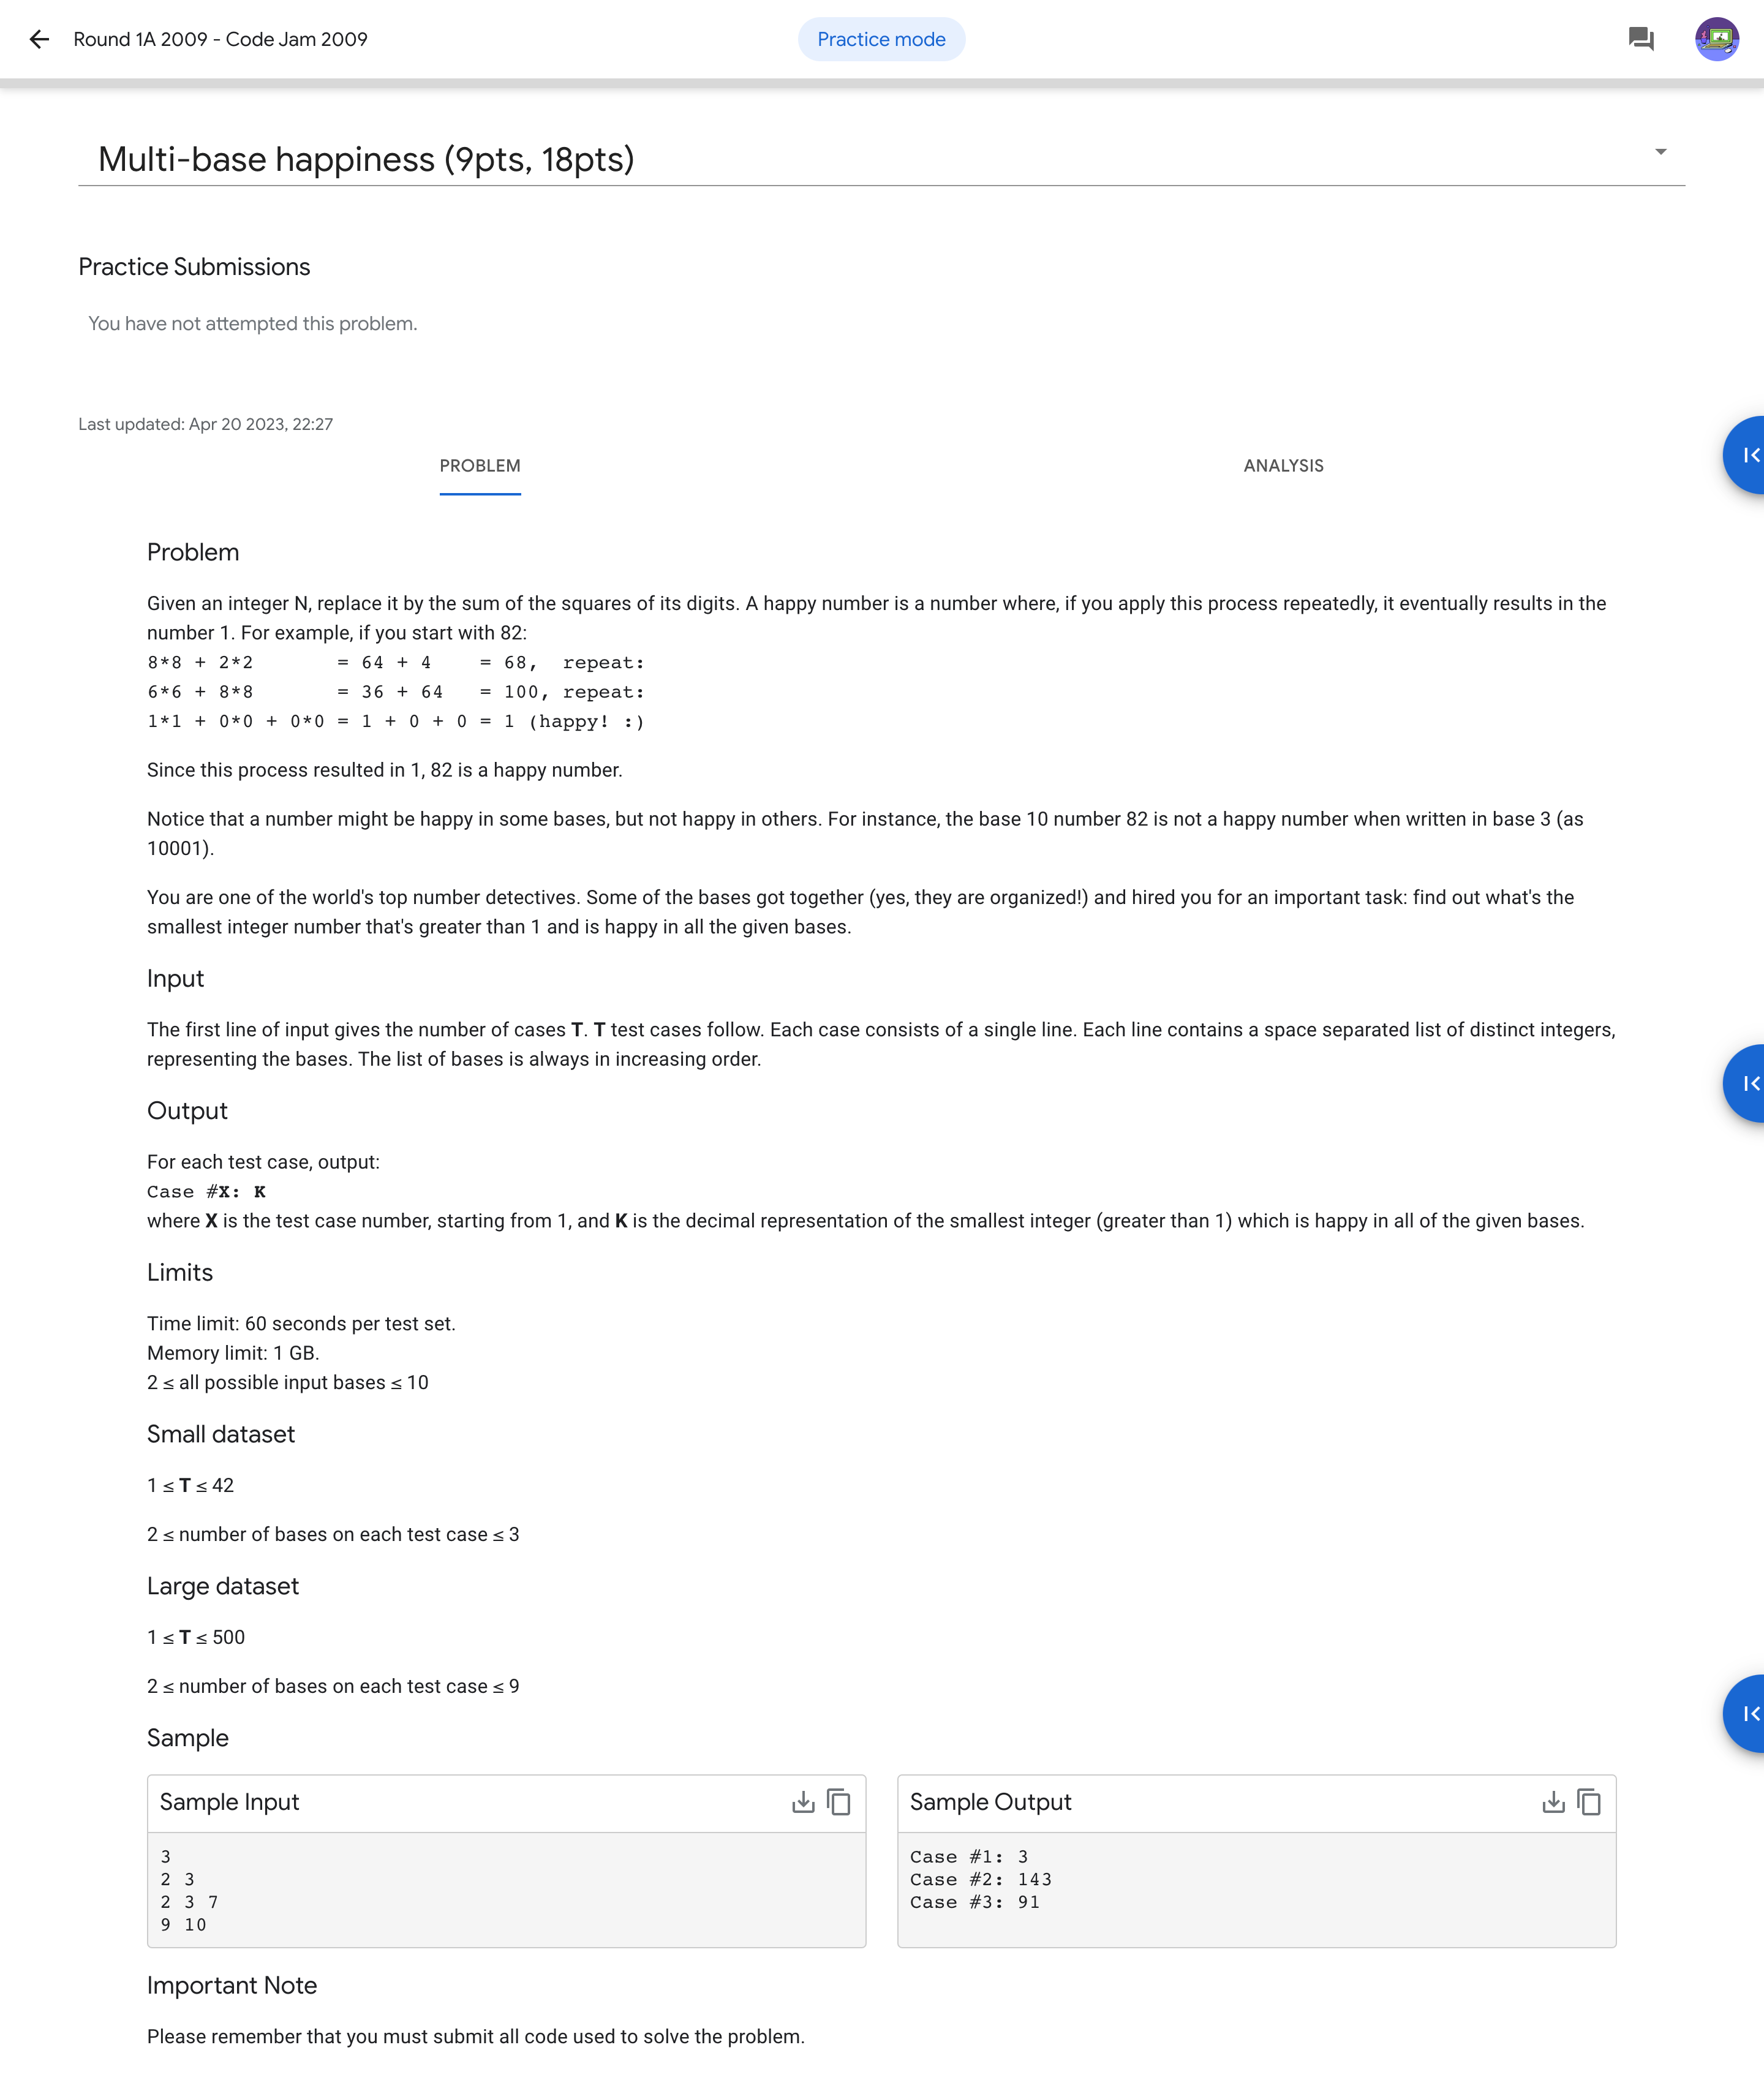 Round 1A 2009 - Code Jam 2009
Practice mode
Multi-base happiness (9pts, 18pts)
Practice Submissions
You have not attempted this problem.
Last updated: Apr 20 2023, 22:27
PROBLEM
ANALYSIS
Problem
Given an integer N, replace it by the sum of the squares of its digits. A happy number is a number where, if you apply this process repeatedly, it eventually results in the
number 1. For example, if you start with 82:
8*8 + 2*2       = 64 + 4    = 68,  repeat:
6*6 + 8*8       = 36 + 64   = 100, repeat:
1*1 + 0*0 + 0*0 = 1 + 0 + 0 = 1 (happy! :)
Since this process resulted in 1, 82 is a happy number.
Notice that a number might be happy in some bases, but not happy in others. For instance, the base 10 number 82 is not a happy number when written in base 3 (as
10001).
You are one of the world's top number detectives. Some of the bases got together (yes, they are organized!) and hired you for an important task: find out what's the
smallest integer number that's greater than 1 and is happy in all the given bases.
Input
The first line of input gives the number of cases T. T test cases follow. Each case consists of a single line. Each line contains a space separated list of distinct integers,
representing the bases. The list of bases is always in increasing order.
Output
For each test case, output:
Case #X: K
where X is the test case number, starting from 1, and K is the decimal representation of the smallest integer (greater than 1) which is happy in all of the given bases.
Limits
Time limit: 60 seconds per test set.
Memory limit: 1 GB.
2 ≤ all possible input bases ≤ 10
Small dataset
1 ≤ T ≤ 42
2 ≤ number of bases on each test case ≤ 3
Large dataset
1 ≤ T ≤ 500
2 ≤ number of bases on each test case ≤ 9
Sample
Sample Input
3
2 3
2 3 7
9 10
Sample Output
Case #1: 3
Case #2: 143
Case #3: 91
Important Note
Please remember that you must submit all code used to solve the problem.